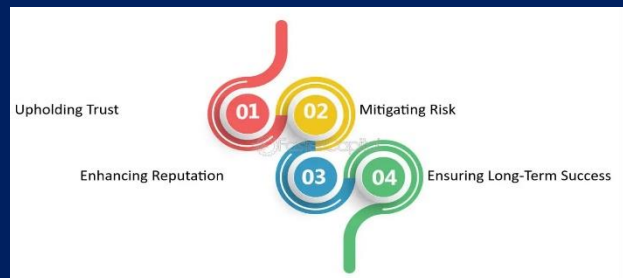 Upholding Trust
01
02
Mitigating Risk
Enhancing Reputation
03
04
Ensuring Long-Term Success